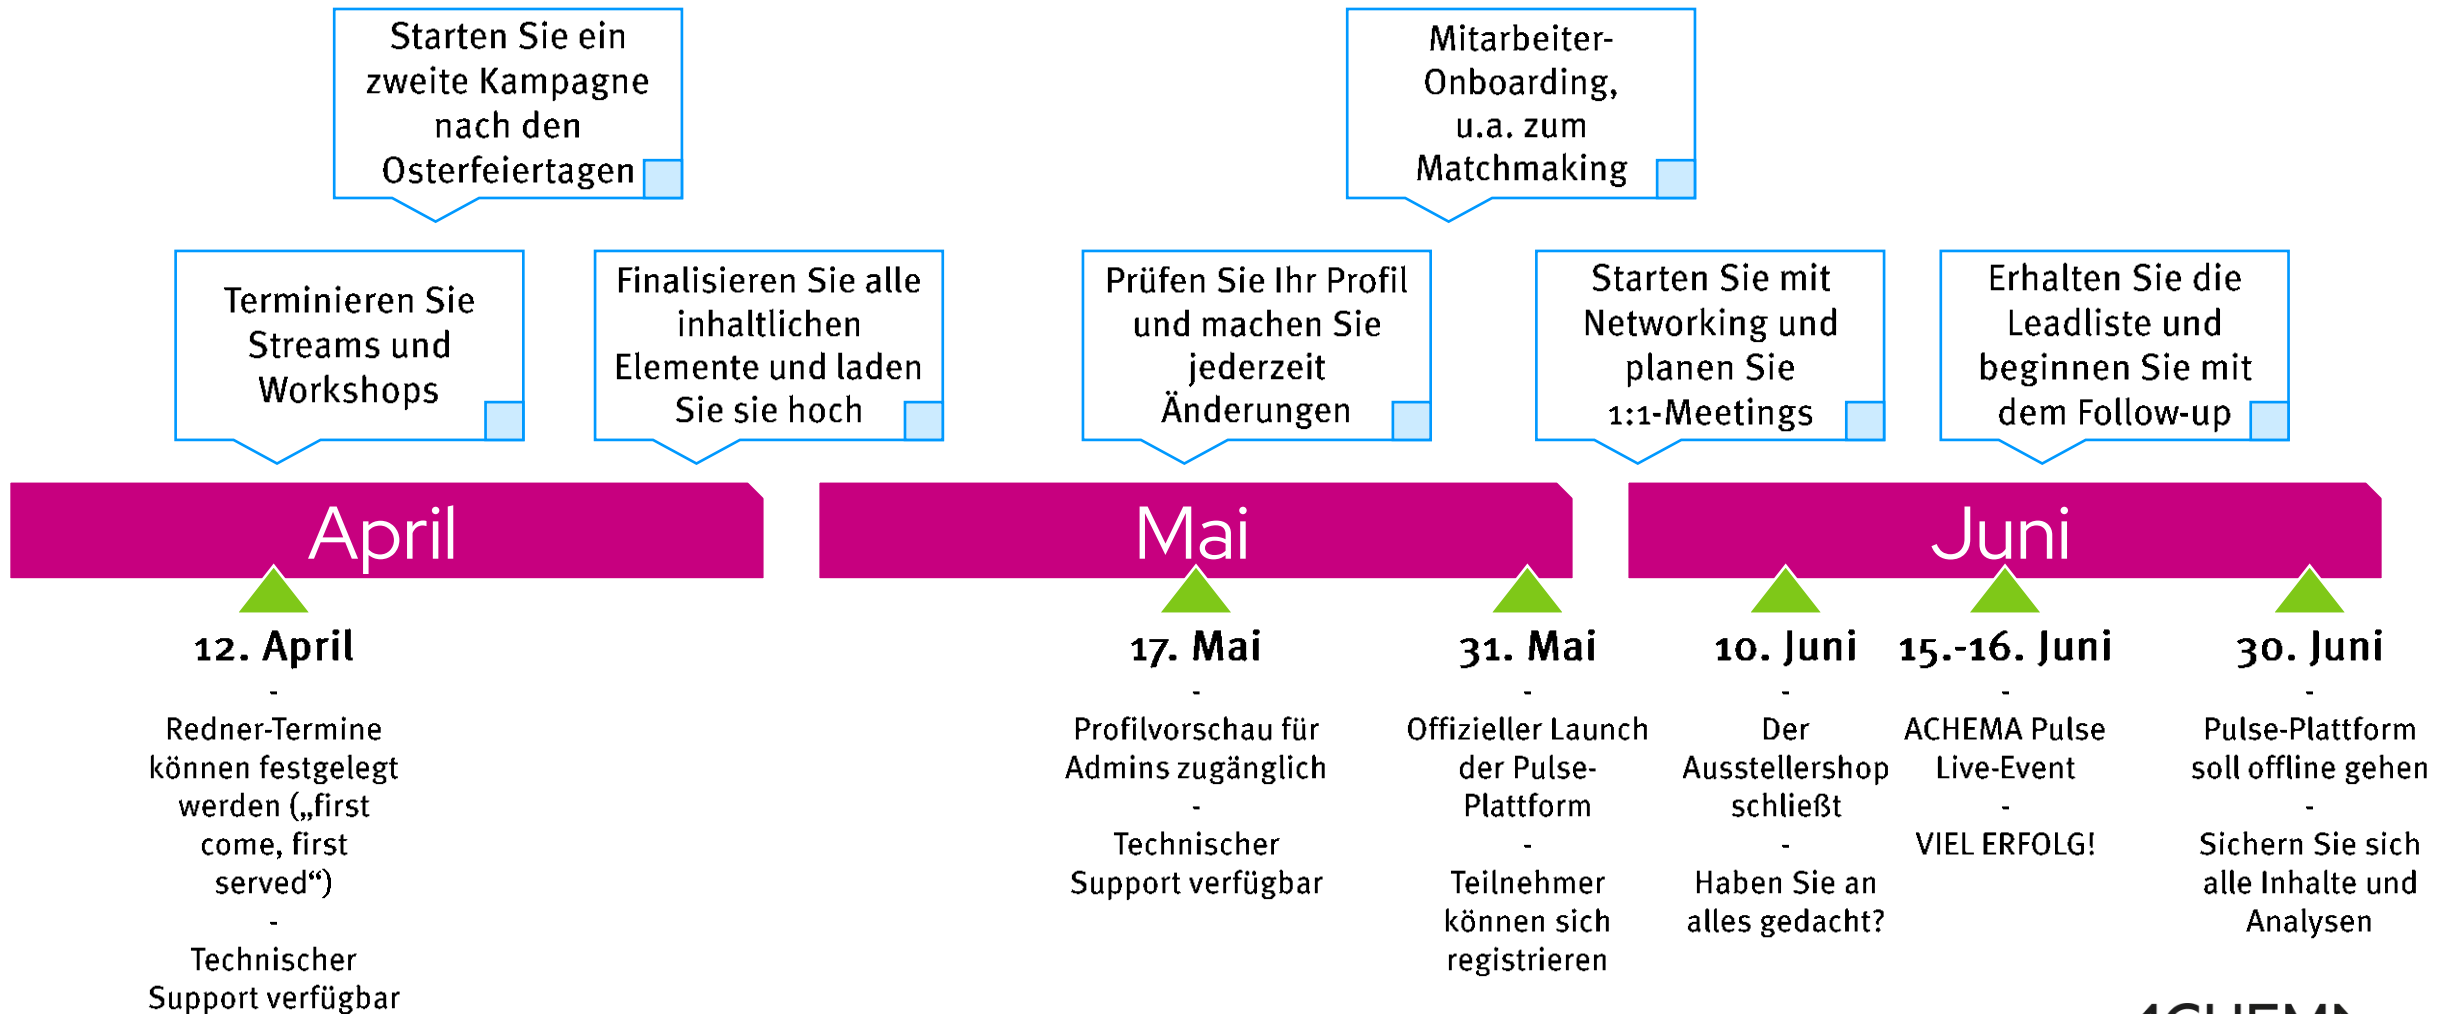 Starten Sie ein
zweite Kampagne
nach den
Osterfeiertagen
Mitarbeiter-
Onboarding,
u.a. zum
Matchmaking
Terminieren Sie
Streams und
Workshops
Finalisieren Sie alle
inhaltlichen
Elemente und laden
Sie sie hoch
Prüfen Sie Ihr Profil
und machen Sie
jederzeit
Änderungen
Starten Sie mit
Networking und
planen Sie
1:1-Meetings
Erhalten Sie die
Leadliste und
beginnen Sie mit
dem Follow-up
April
Mai
Juni
12. April
-
Redner-Termine
können festgelegt
werden („first
come, first
served“)
-
Technischer
Support verfügbar
17. Mai
-
Profilvorschau für
Admins zugänglich
-
Technischer
Support verfügbar
31. Mai
-
Offizieller Launch
der Pulse-
Plattform
-
Teilnehmer
können sich
registrieren
10. Juni
-
Der
Ausstellershop
schließt
-
Haben Sie an
alles gedacht?
15.-16. Juni
-
ACHEMA Pulse
Live-Event
-
VIEL ERFOLG!
30. Juni
-
Pulse-Plattform
soll offline gehen
-
Sichern Sie sich
alle Inhalte und
Analysen